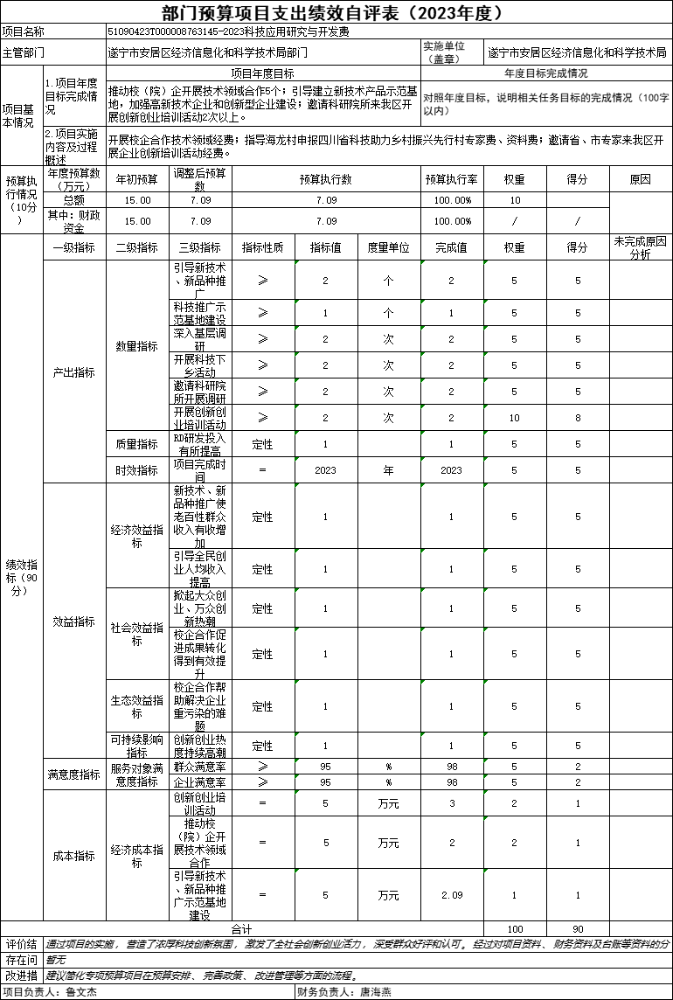 部门预算项目支出绩效自评表（2023年度）
项目名称 51090423T000008763145-2023科技应用研究与开发费
主管部门 遂宁市安居区经济信息化和科学技术局部门 实施单位（盖章） 遂宁市安居区经济信息化和科学技术局
项目基本情况 1.项目年度目标完成情况 项目年度目标 年度目标完成情况
推动校（院）企开展技术领域合作5个；引导建立新技术产品示范基
地，加强高新技术企业和创新型企业建设；邀请科研院所来我区开
展创新创业培训活动2次以上。
对照年度目标，说明相关任务目标的完成情况（100字
以内）
2.项目实施内容及过程概述 开展校企合作技术领域经费；指导海龙村申报四川省科技助力乡村振兴先行村专家费、资料费；邀请省、市专家来我区开
展企业创新培训活动经费。
预算执行情况（10分） 年度预算数（万元） 年初预算 调整后预算数 预算执行数 预算执行率 权重 得分 原因
总额 15.00 7.09 7.09 100.00% 10
其中：财政资金 15.00 7.09 7.09 100.00% / /
绩效指标（90分） 一级指标 二级指标 三级指标 指标性质 指标值 度量单位 完成值 权重 得分 未完成原因分析
产出指标 数量指标 引导新技术、新品种推广 ≥ 2 个 2 5 5
科技推广示范基地建设 ≥ 1 个 1 5 5
深入基层调研 ≥ 2 次 2 5 5
开展科技下乡活动 ≥ 2 次 2 5 5
邀请科研院所开展调研 ≥ 2 次 2 5 5
开展创新创业培训活动 ≥ 2 次 2 10 8
质量指标 RD研发投入有所提高 定性 1 1 5 5
时效指标 项目完成时间 = 2023 年 2023 5 5
效益指标 经济效益指标 新技术、新品种推广使老百性群众收入有收增加 定性 1 1 5 5
引导全民创业人均收入提高 定性 1 1 5 5
社会效益指标 掀起大众创业、万众创新热潮 定性 1 1 5 5
校企合作促进成果转化得到有效提升 定性 1 1 5 5
生态效益指标 校企合作帮助解决企业重污染的难题 定性 1 1 5 5
可持续影响指标 创新创业热度持续高潮 定性 1 1 5 5
满意度指标 服务对象满意度指标 群众满意率 ≥ 95 % 98 5 2
企业满意率 ≥ 95 % 98 5 2
成本指标 经济成本指标 创新创业培训活动 = 5 万元 3 2 1
推动校（院）企开展技术领域合作 = 5 万元 2 2 1
引导新技术、新品种推广示范基地建设 = 5 万元 2.09 1 1
合计 100 90
评价结 通过项目的实施，营造了浓厚科技创新氛围，激发了全社会创新创业活力，深受群众好评和认可。经过对项目资料、财务资料及台账等资料的分
存在问 暂无
改进措 建议简化专项预算项目在预算安排、完善政策、改进管理等方面的流程。
项目负责人：鲁文杰 财务负责人：唐海燕